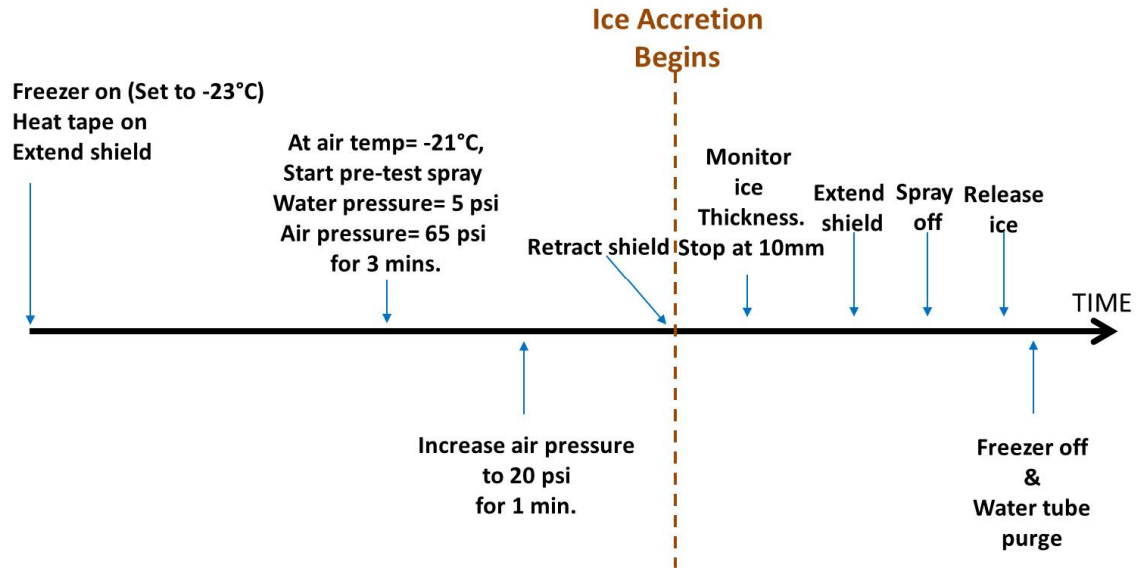 Ice Accretion
Begins
Freezer on (Set to -23°C)
Heat tape on
Extend shield
At air temp= -21°C,
Start pre-test spray
Water pressure= 5 psi
Air pressure= 65 psi
for 3 mins.
Increase air pressure
to 20 psi
for 1 min.
Retract shield
Monitor
ice
Thickness.
Stop at 10mm
Extend
shield
Spray
off
Release
ice
TIME
Freezer off
&
Water tube
purge